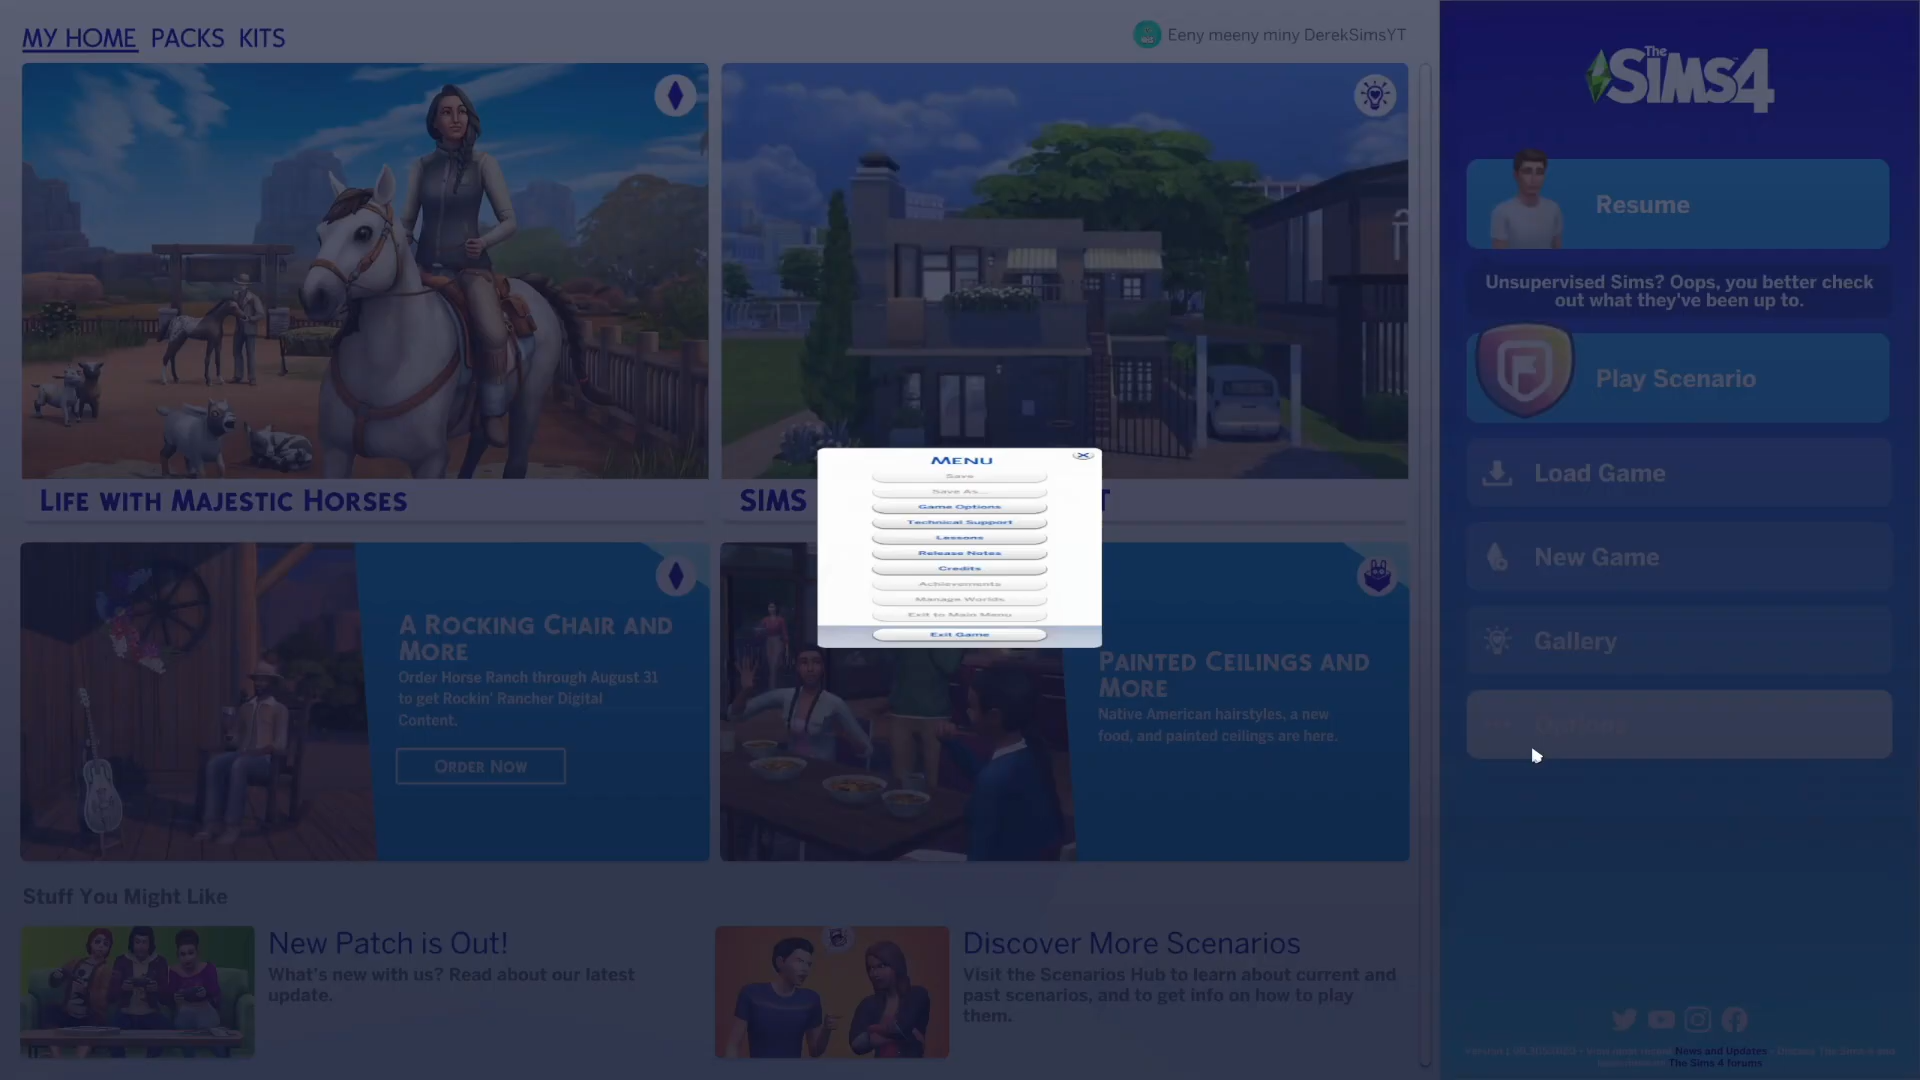 MY HOME PACKS KITS
Eeny meeny miny DerekSimsYT
LIFE WITH MAJESTIC HORSES
SIMS
T
A ROCKING CHAIR AND
MORE
Order Horse Ranch through August 31
to get Rockin' Rancher Digital
Content.
ORDER NOW
PAINTED CEILINGS AND
MORE
Native American hairstyles, a new
food, and painted ceilings are here.
Stuff You Might Like
New Patch is Out!
What's new with us? Read about our latest
update.
Discover More Scenarios
Visit the Scenarios Hub to learn about current and
past scenarios, and to get info on how to play
them.
MENU
Save
Save As...
Game Options
Technical Support
Lessons
Release Notes
Credits
Achievements
Manage Worlds
Exit to Main Menu
Exit Game
The SIMS 4
Resume
Unsupervised Sims? Oops, you better check
out what they've been up to.
Play Scenario
Load Game
New Game
Gallery
Options
News and Updates
The Sims 4 forums